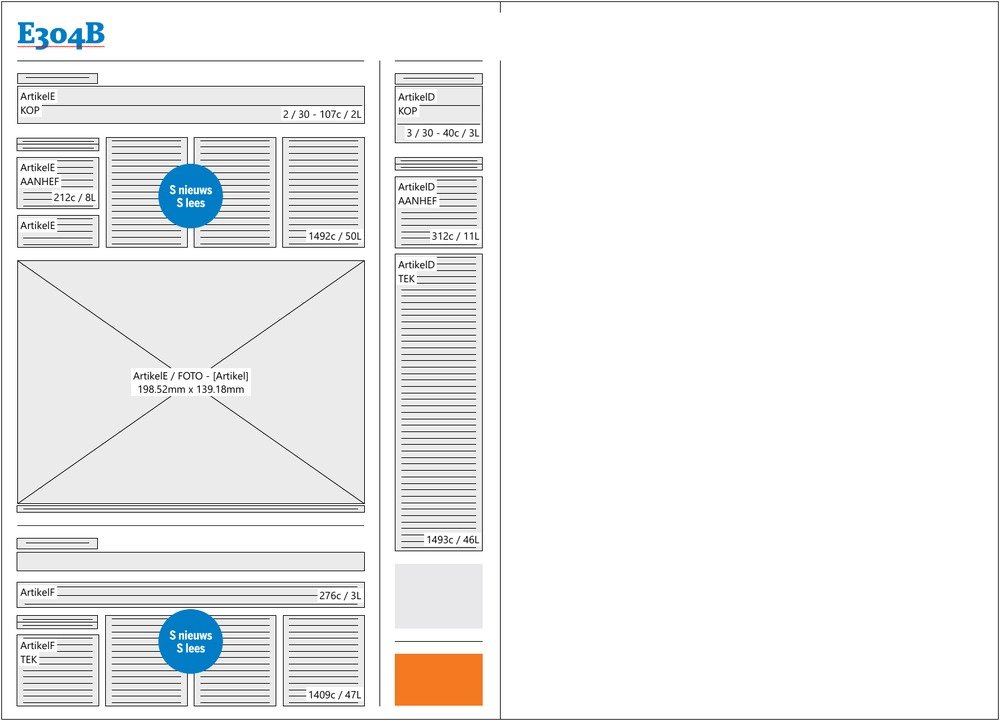 E304B
ArtikelE
KOP
2 / 30 - 107c / 2L
ArtikelE
AANHEF
212c / 8L
ArtikelE
S nieuws
S lees
1492c / 50L
ArtikelE / FOTO - [Artikel]
198.52mm x 139.18mm
ArtikelF
276c / 3L
ArtikelF
TEK
S nieuws
S lees
1409c / 47L
ArtikelD
KOP
3 / 30 - 40c / 3L
ArtikelD
AANHEF
312c / 11L
ArtikelD
TEK
1493c / 46L